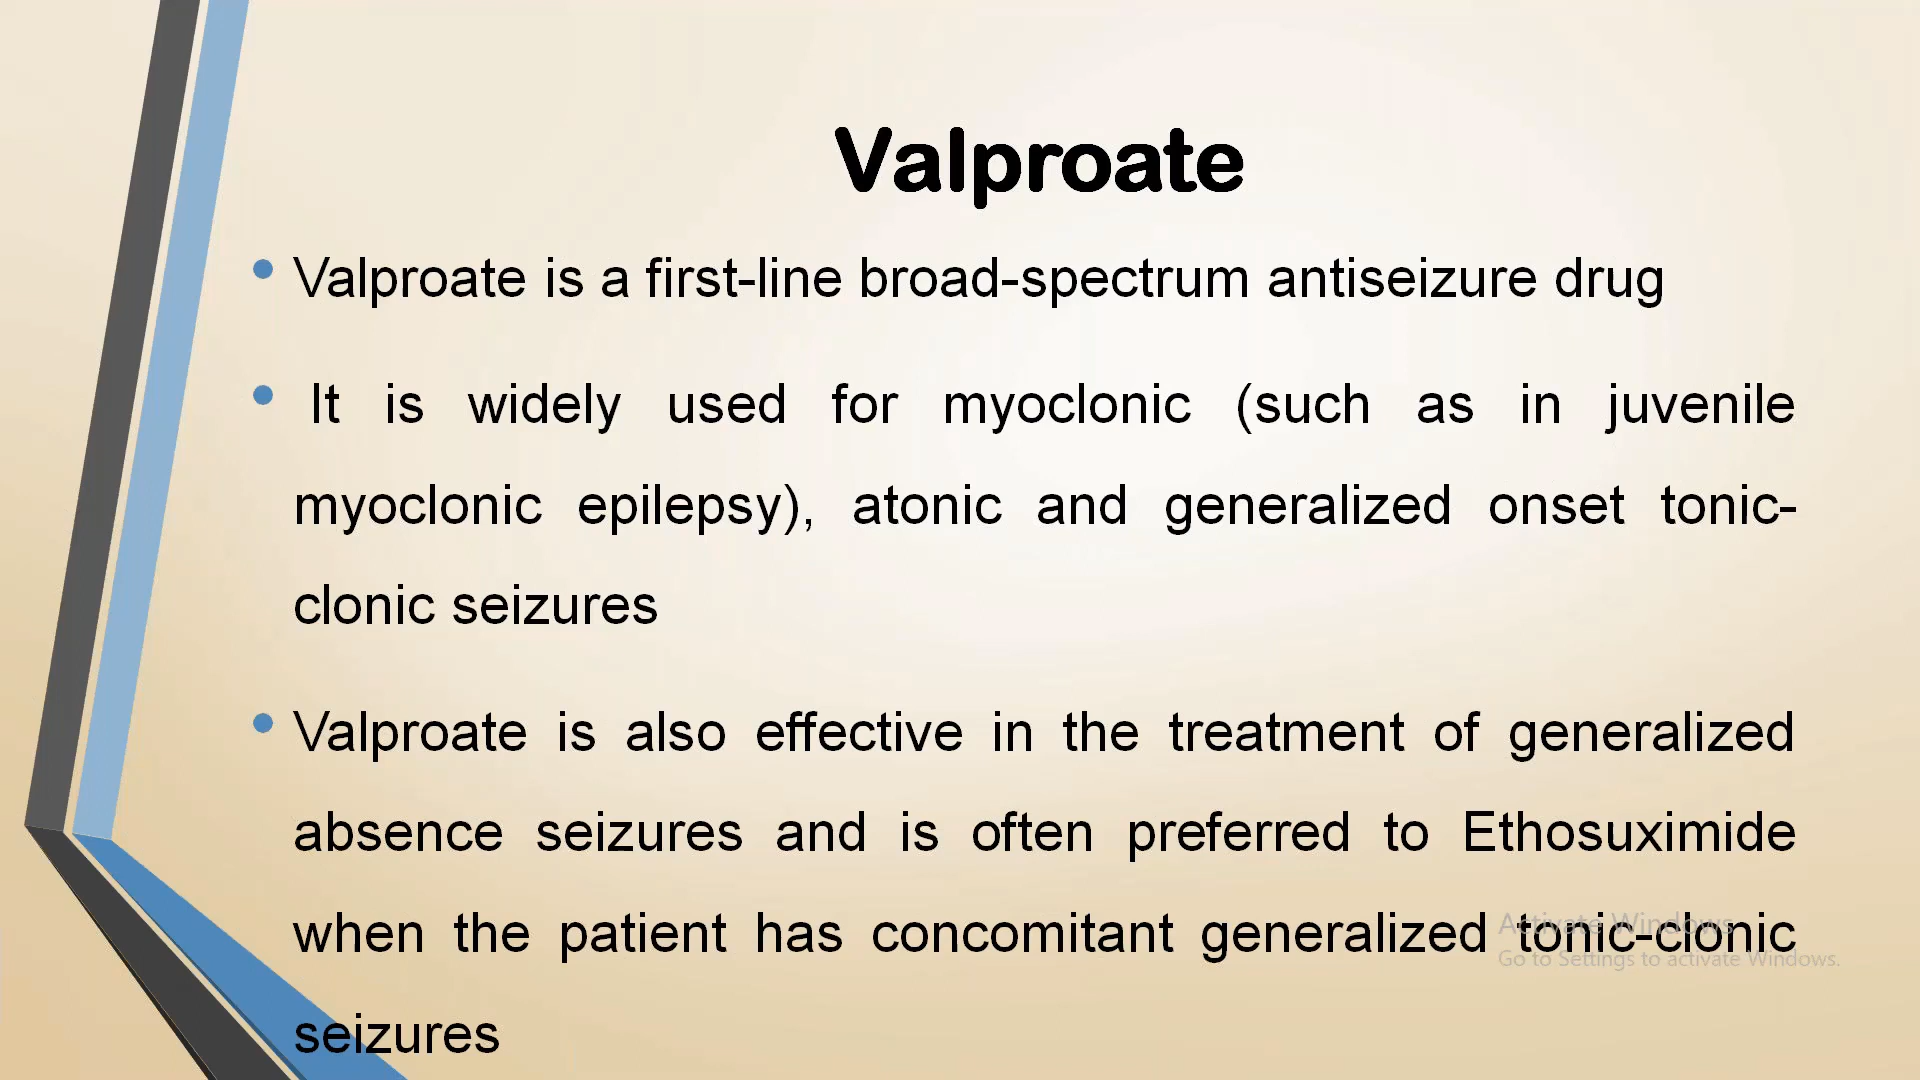 Valproate
• Valproate is a first-line broad-spectrum antiseizure drug
• It is widely used for myoclonic (such as in juvenile
myoclonic epilepsy), atonic and generalized onset tonic-
clonic seizures
• Valproate is also effective in the treatment of generalized
absence seizures and is often preferred to Ethosuximide
when the patient has concomitant generalized tonic-clonic
seizures
Activate Windows
Go to Settings to activate Windows.